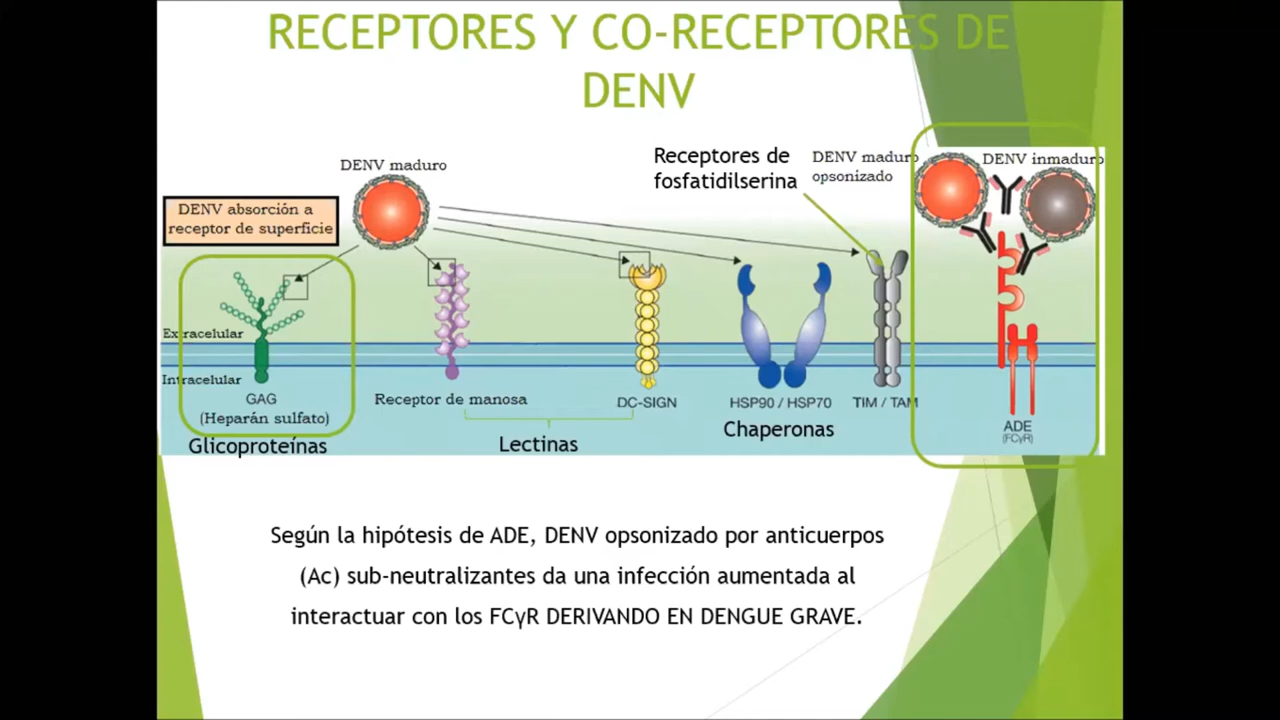 RECEPTORES Y CO-RECEPTORES DE
DENV
DENV maduro
Receptores de
fosfatidilserina
DENV maduro
opsonizado
DENV inmaduro
DENV absorción a
receptor de superficie
Extracelular
Intracelular
GAG
(Heparán sulfato)
Glicoproteínas
Receptor de manosa
DC-SIGN
Lectinas
HSP90 / HSP70
Chaperonas
TIM / TAM
ADE
(FCγR)
Según la hipótesis de ADE, DENV opsonizado por anticuerpos
(Ac) sub-neutralizantes da una infección aumentada al
interactuar con los FCγR DERIVANDO EN DENGUE GRAVE.